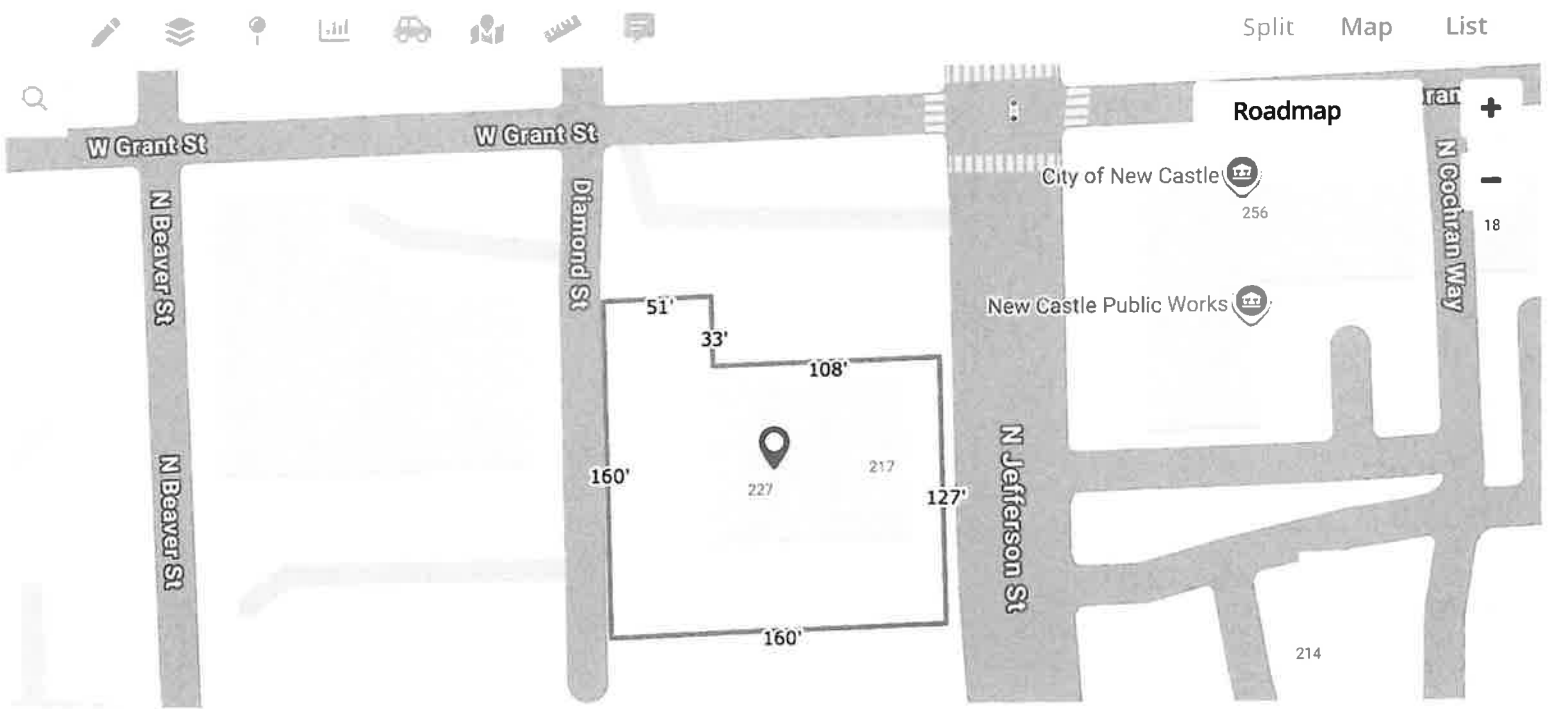 Split Map List
W Grant St
W Grant St
Roadmap
ran
+
−
18
N Beaver St
Diamond St
City of New Castle
256
N Cochran Way
New Castle Public Works
51'
33'
108'
160'
227
217
127'
N Jefferson St
N Beaver St
160'
214